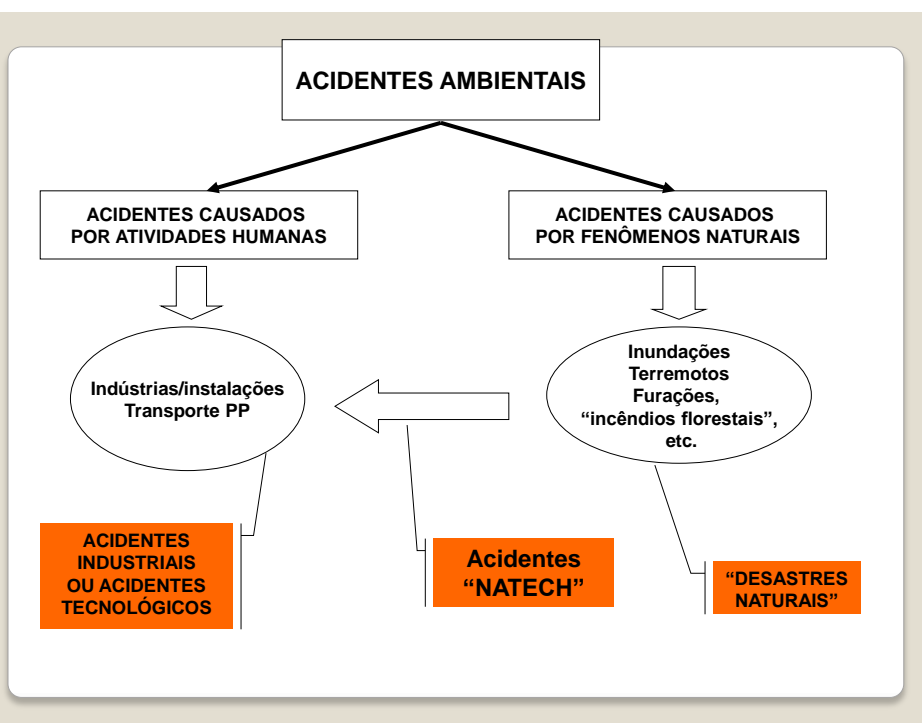 ACIDENTES AMBIENTAIS
ACIDENTES CAUSADOS
POR ATIVIDADES HUMANAS
ACIDENTES CAUSADOS
POR FENÔMENOS NATURAIS
Indústrias/instalações
Transporte PP
Inundações
Terremotos
Furações,
“incêndios florestais”,
etc.
ACIDENTES
INDUSTRIAIS
OU ACIDENTES
TECNOLÓGICOS
Acidentes
“NATECH”
“DESASTRES
NATURAIS”